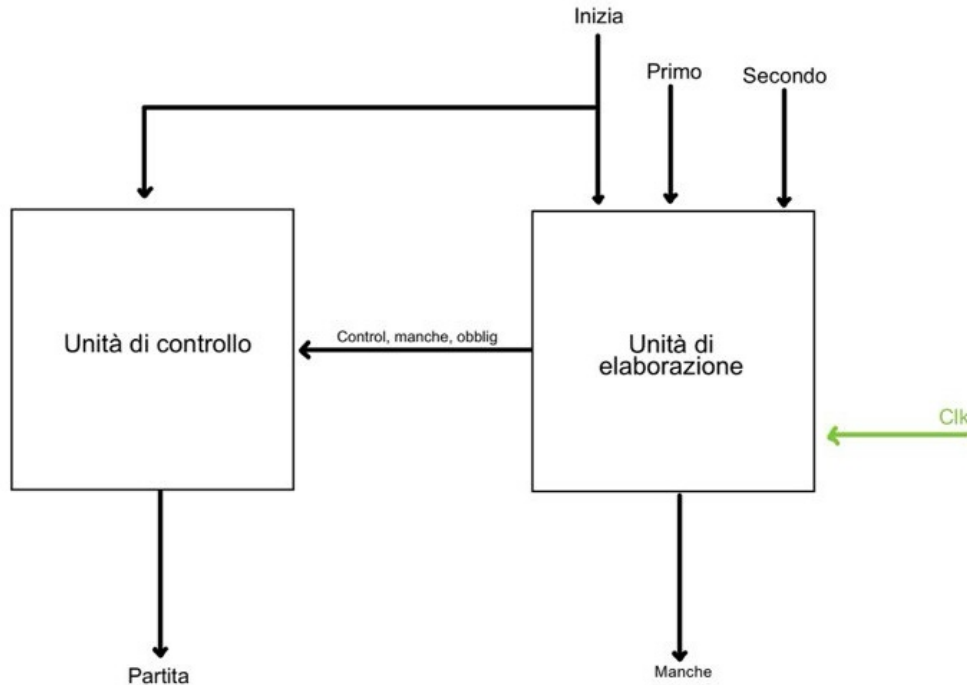 Inizia
Primo
Secondo
Unità di controllo
Control, manche, obblig
Unità di
elaborazione
Clk
Partita
Manche